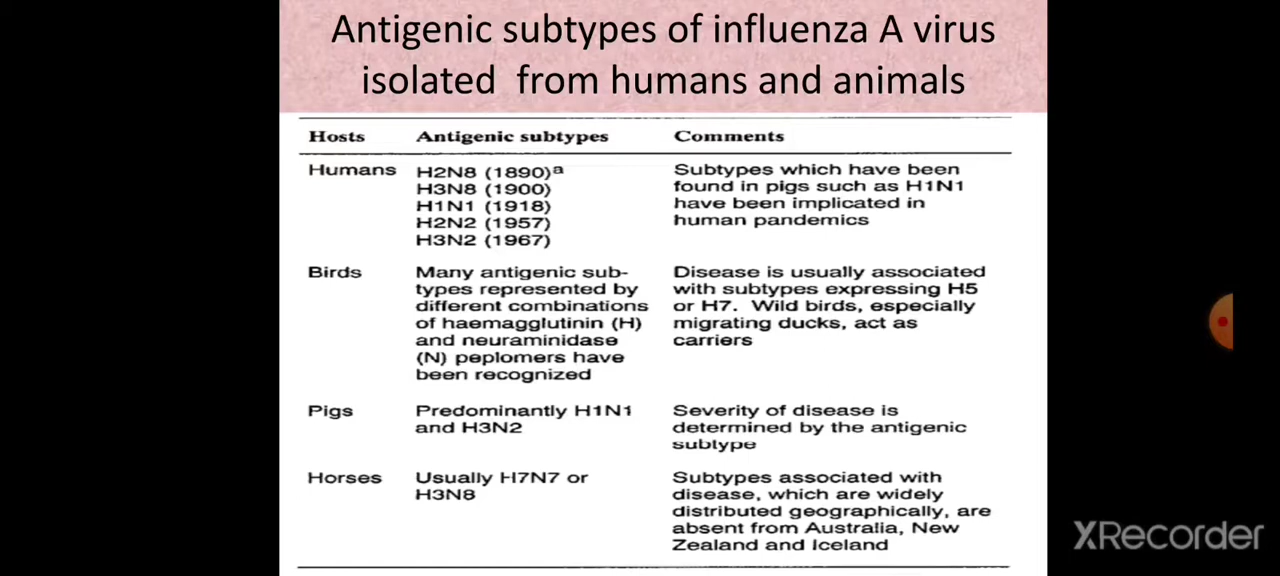 Antigenic subtypes of influenza A virus
isolated from humans and animals
Hosts Antigenic subtypes Comments
Humans H2N8 (1890)a Subtypes which have been
H3N8 (1900) found in pigs such as H1N1
H1N1 (1918) have been implicated in
H2N2 (1957) human pandemics
H3N2 (1967)
Birds Many antigenic sub- Disease is usually associated
types represented by with subtypes expressing H5
different combinations or H7. Wild birds, especially
of haemagglutinin (H) migrating ducks, act as
and neuraminidase carriers
(N) peplomers have
been recognized
Pigs Predominantly H1N1 Severity of disease is
and H3N2 determined by the antigenic
subtype
Horses Usually H7N7 or Subtypes associated with
H3N8 disease, which are widely
distributed geographically, are
absent from Australia, New
Zealand and Iceland
XRecorder